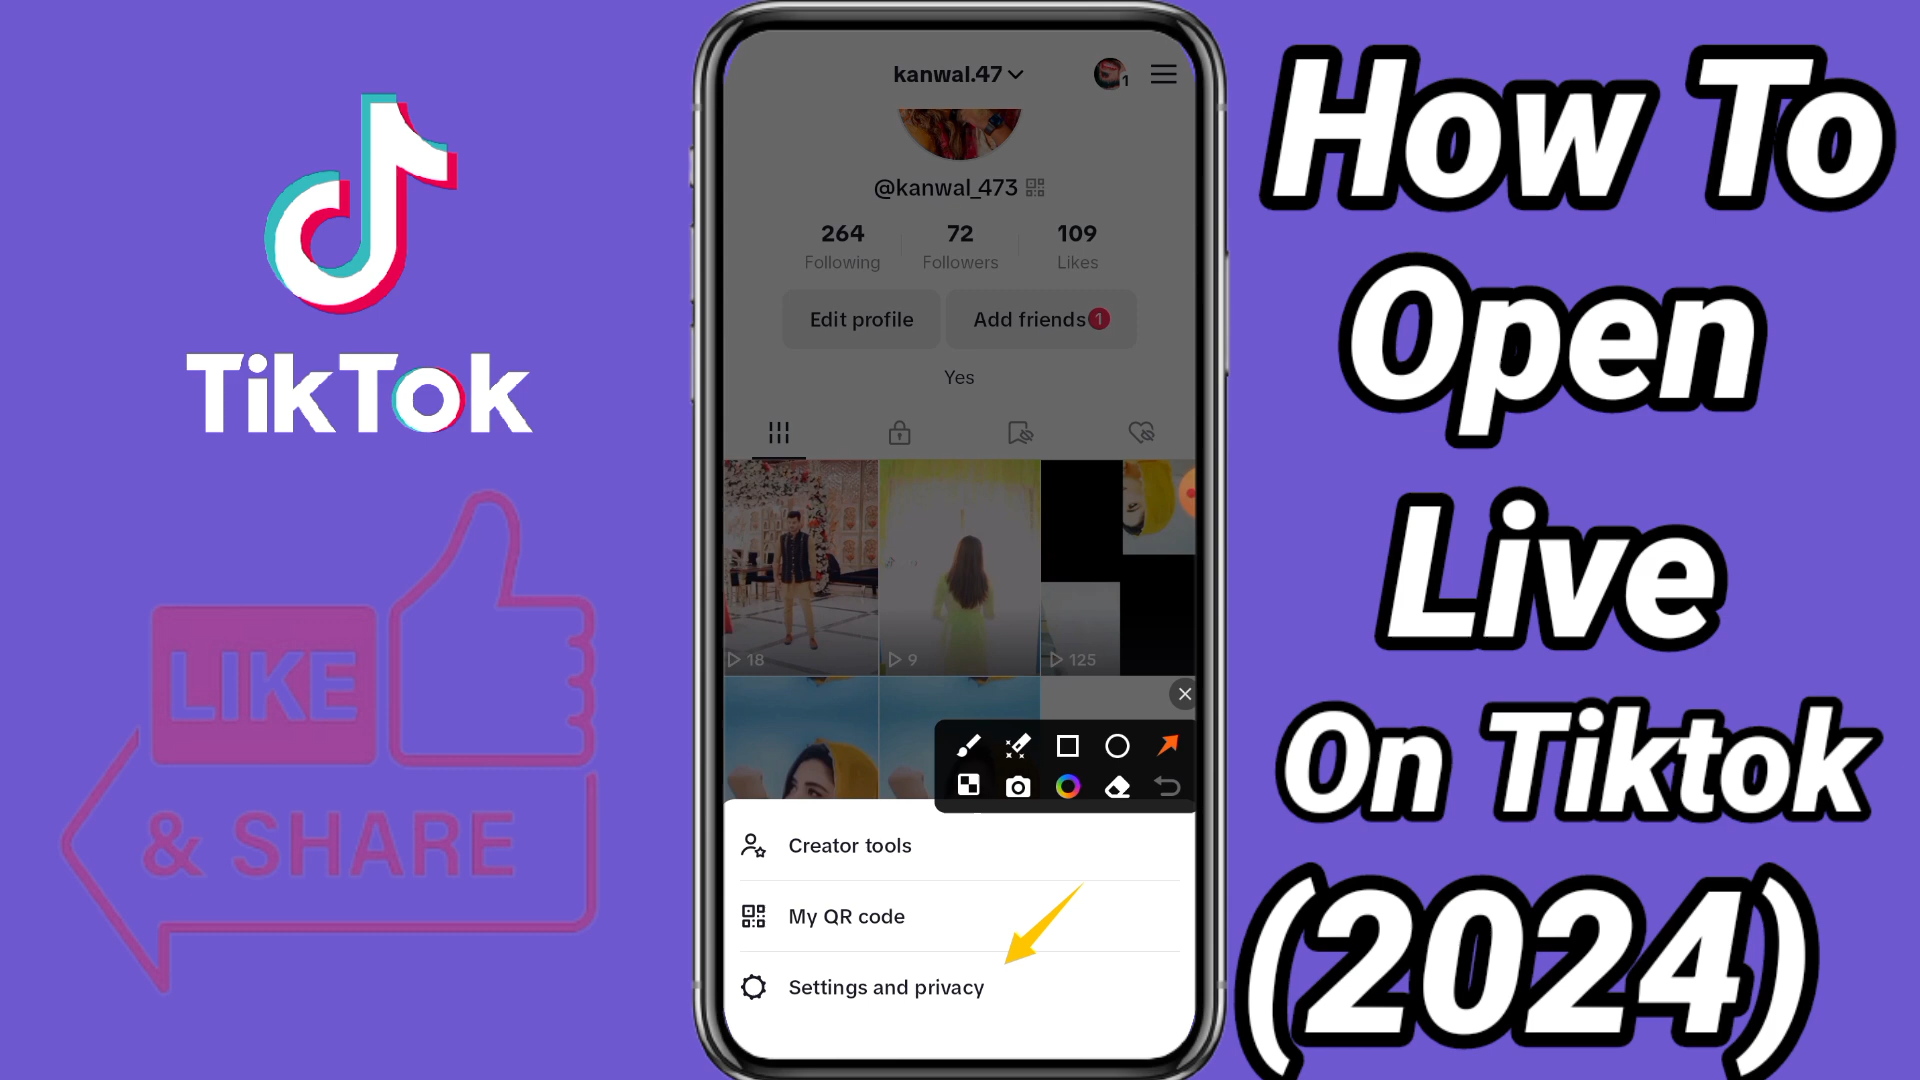 TikTok
LIKE
& SHARE
kanwal.47
1
@kanwal_473
264 72 109
Following Followers Likes
Edit profile Add friends 1
Yes
18 9 125
Creator tools
My QR code
Settings and privacy
How To
Open
Live
On Tiktok
(2024)